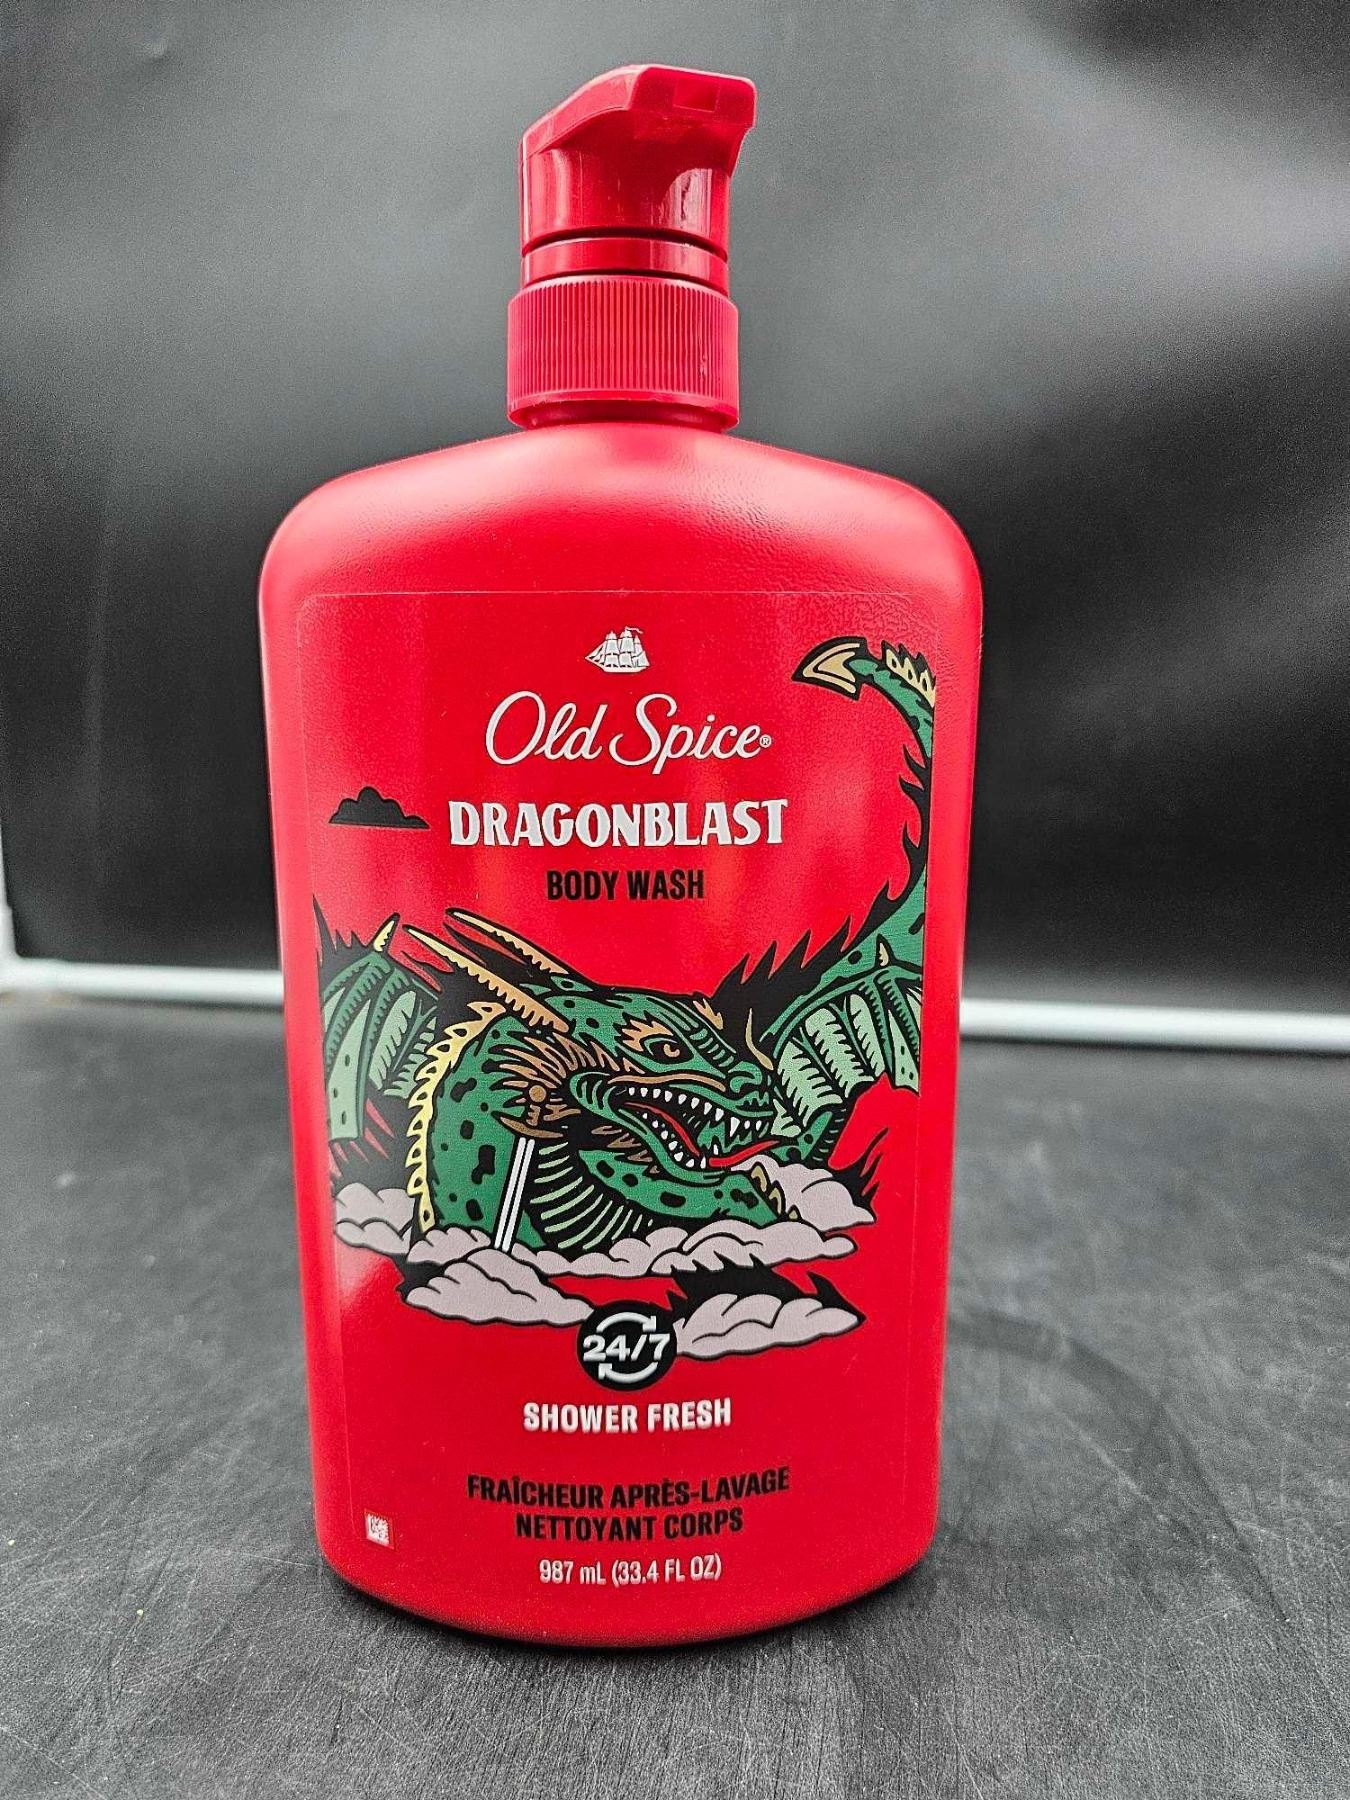 Old Spice®
DRAGONBLAST
BODY WASH
24/7
SHOWER FRESH
FRAÎCHEUR APRÈS-LAVAGE
NETTOYANT CORPS
987 mL (33.4 FL OZ)